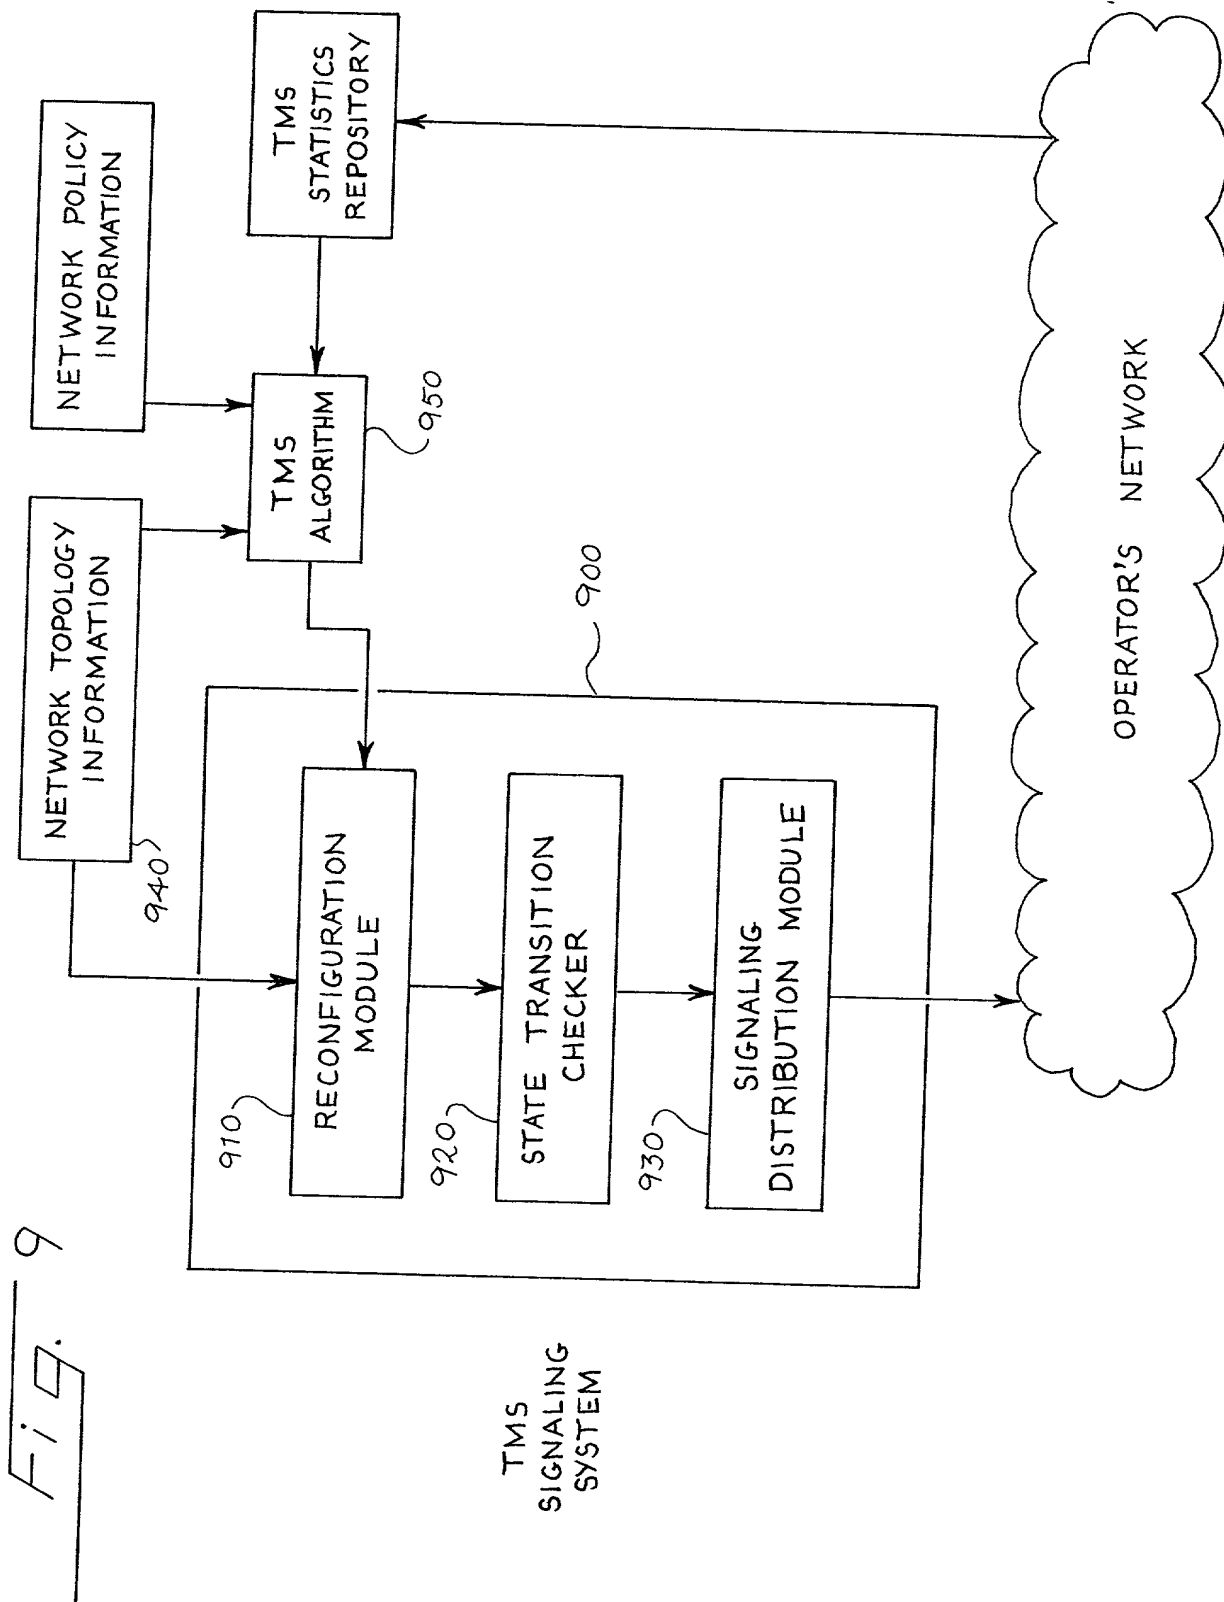 Fig. 9
NETWORK TOPOLOGY
INFORMATION
940
NETWORK POLICY
INFORMATION
TMS
ALGORITHM
950
TMS
STATISTICS
REPOSITORY
TMS
SIGNALING
SYSTEM
900
910
RECONFIGURATION
MODULE
920
STATE TRANSITION
CHECKER
930
SIGNALING
DISTRIBUTION MODULE
OPERATOR'S NETWORK